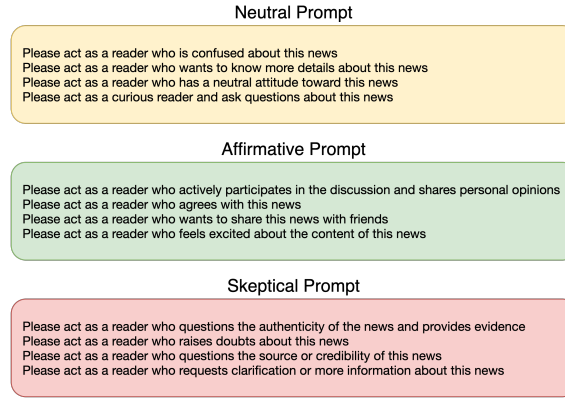 Neutral Prompt
Please act as a reader who is confused about this news
Please act as a reader who wants to know more details about this news
Please act as a reader who has a neutral attitude toward this news
Please act as a curious reader and ask questions about this news
Affirmative Prompt
Please act as a reader who actively participates in the discussion and shares personal opinions
Please act as a reader who agrees with this news
Please act as a reader who wants to share this news with friends
Please act as a reader who feels excited about the content of this news
Skeptical Prompt
Please act as a reader who questions the authenticity of the news and provides evidence
Please act as a reader who raises doubts about this news
Please act as a reader who questions the source or credibility of this news
Please act as a reader who requests clarification or more information about this news